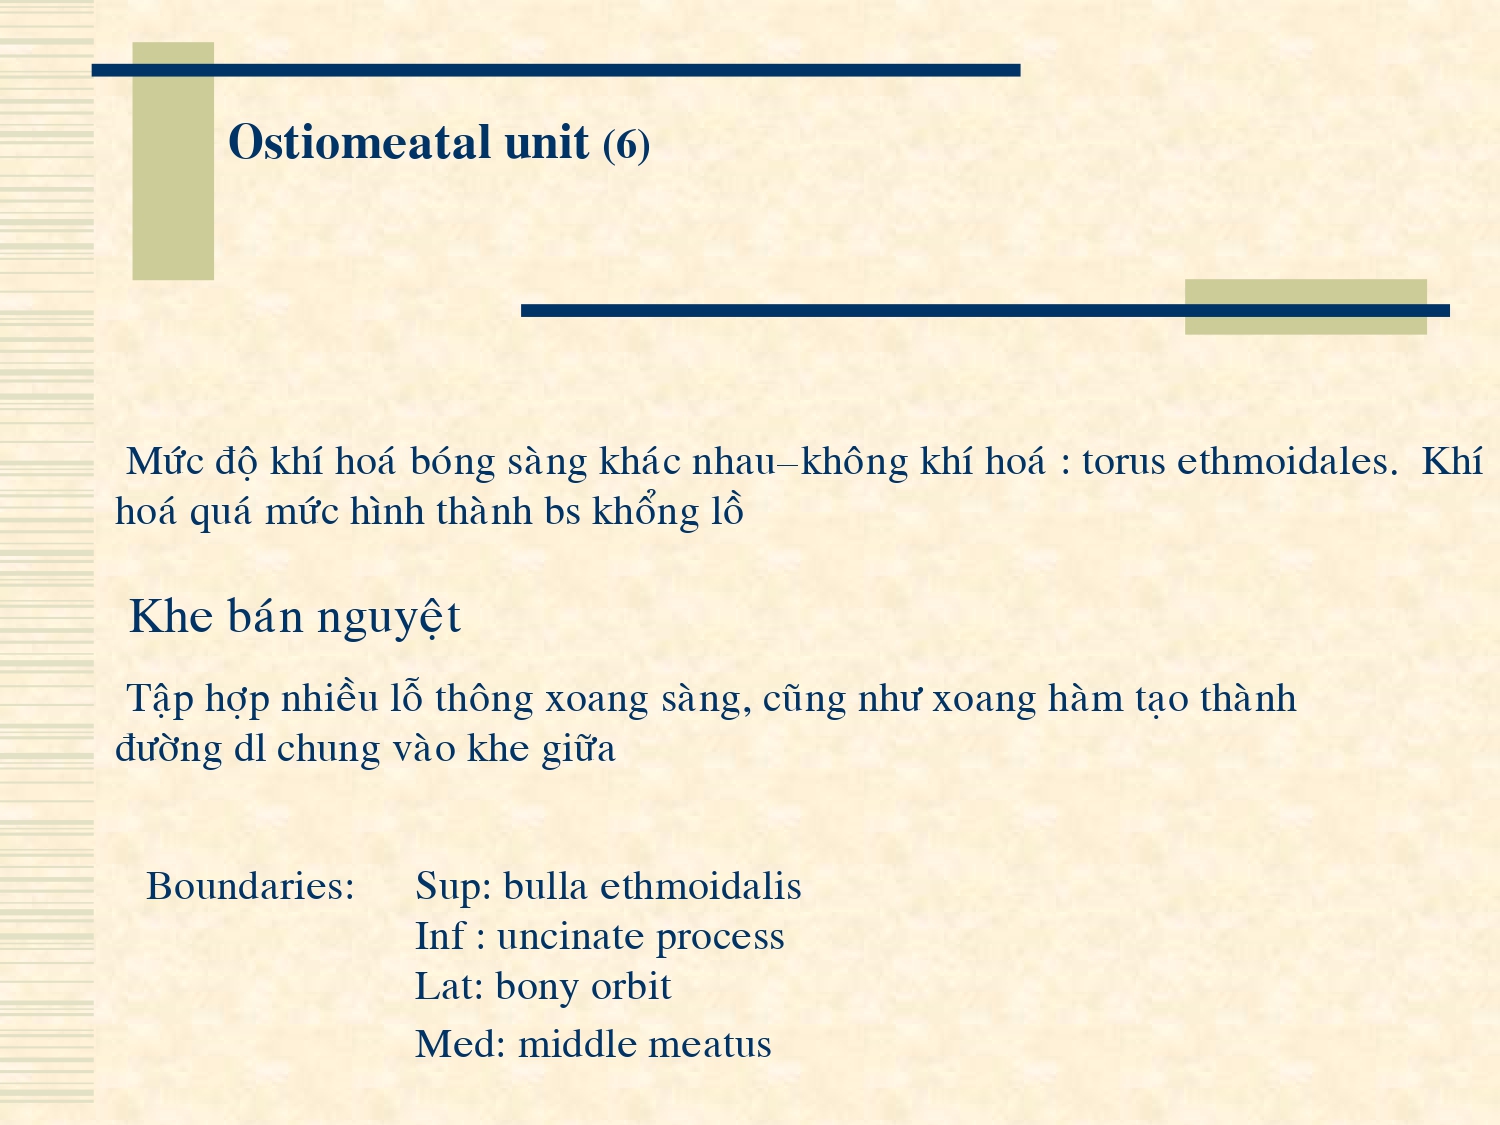 Ostiomeatal unit (6)
Mức độ khí hoá bóng sàng khác nhau–không khí hoá : torus ethmoidales. Khí
hoá quá mức hình thành bs khổng lồ
Khe bán nguyệt
Tập hợp nhiều lỗ thông xoang sàng, cũng như xoang hàm tạo thành
đường dl chung vào khe giữa
Boundaries: Sup: bulla ethmoidalis
Inf : uncinate process
Lat: bony orbit
Med: middle meatus